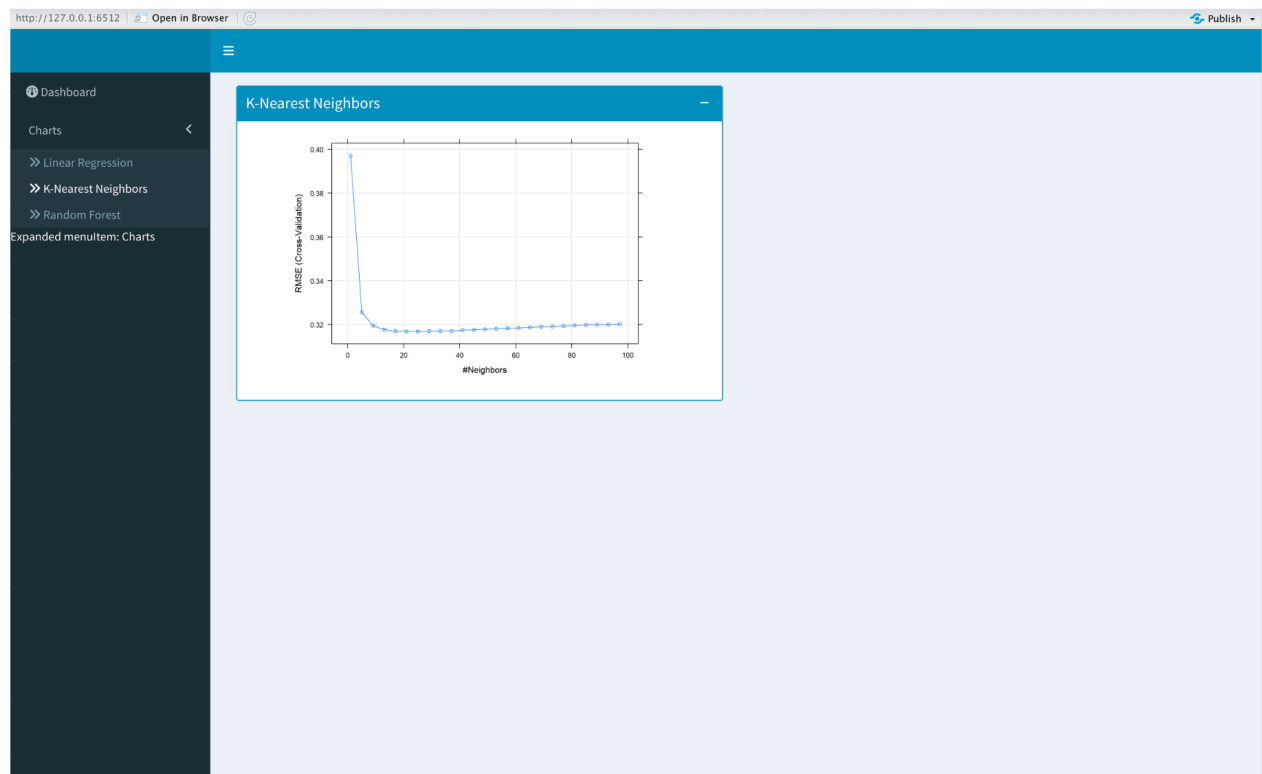 http://127.0.0.1:6512 Open in Browser Publish
Dashboard
Charts
Linear Regression
K-Nearest Neighbors
Random Forest
Expanded menuItem: Charts
K-Nearest Neighbors
0.40
0.38
0.36
0.34
0.32
RMSE (Cross-Validation)
0 20 40 60 80 100
#Neighbors